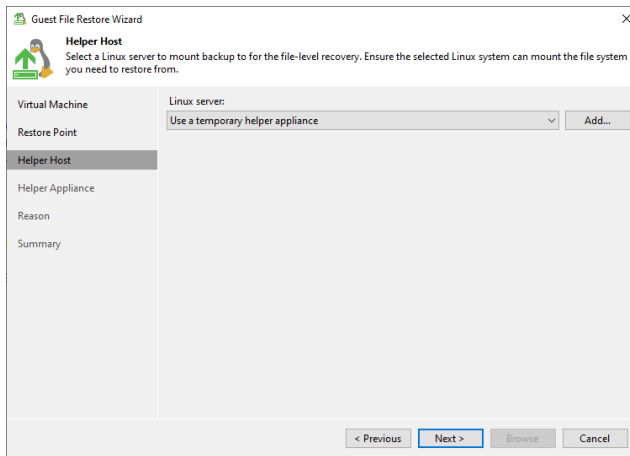 Guest File Restore Wizard
Helper Host
Select a Linux server to mount backup to for the file-level recovery. Ensure the selected Linux system can mount the file system
you need to restore from.
Virtual Machine
Restore Point
Helper Host
Helper Appliance
Reason
Summary
Linux server:
Use a temporary helper appliance
Add...
< Previous
Next >
Browse
Cancel